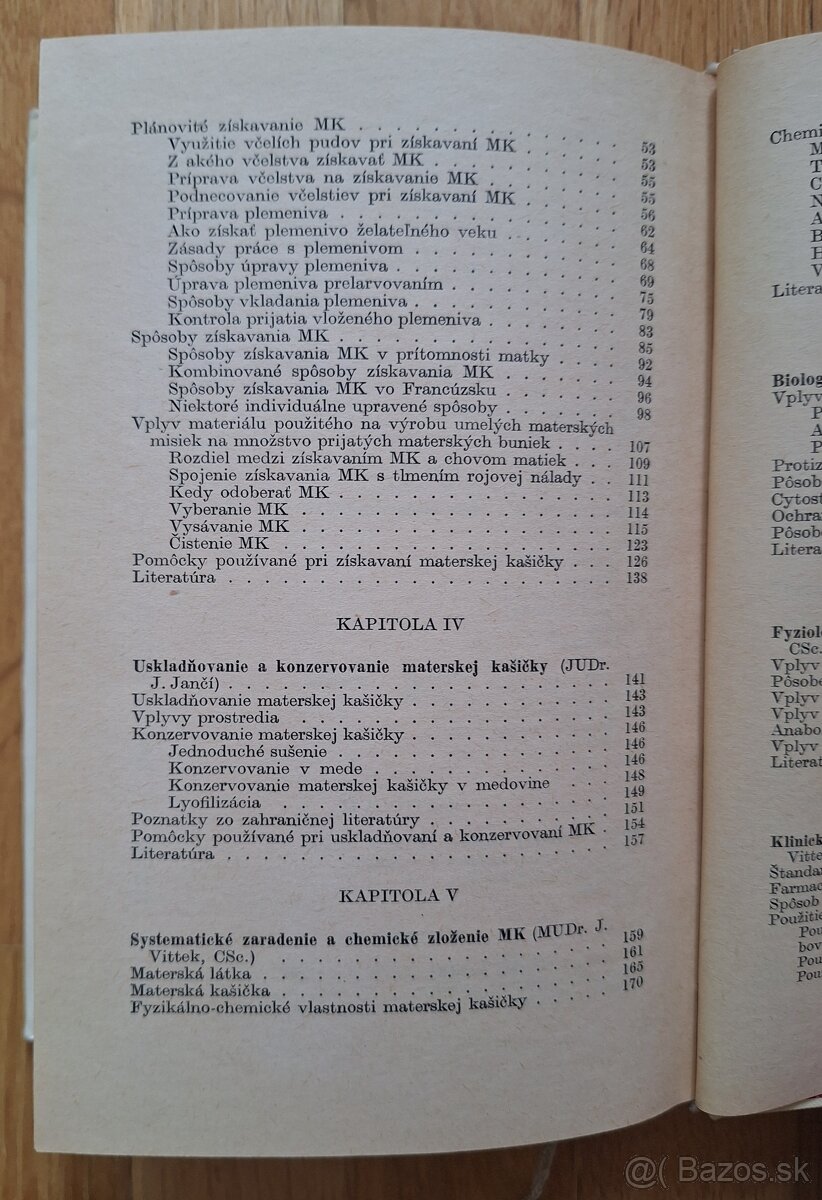 Plánovité získavanie MK . . . . . . . . . . 53
Využitie včelích pudov pri získavaní MK . . . . 53
Z akého včelstva získavať MK . . . . . . . 55
Príprava včelstva na získavanie MK . . . . . 55
Podnecovanie včelstiev pri získavaní MK . . . . 56
Príprava plemeniva . . . . . . . . . . 62
Ako získať plemenivo želateľného veku . . . . . 64
Zásady práce s plemenivom . . . . . . . . 68
Spôsoby úpravy plemeniva . . . . . . . . 69
Úprava plemeniva prelarvovaním . . . . . . 75
Spôsoby vkladania plemeniva . . . . . . . 79
Kontrola prijatia vloženého plemeniva . . . . . 83
Spôsoby získavania MK . . . . . . . . . . 85
Spôsoby získavania MK v prítomnosti matky . . . 92
Kombinované spôsoby získavania MK . . . . . 94
Spôsoby získavania MK vo Francúzsku . . . . . 96
Niektoré individuálne upravené spôsoby . . . . . 98
Vplyv materiálu použitého na výrobu umelých materských
misiek na množstvo prijatých materských buniek . . . . 107
Rozdiel medzi získavaním MK a chovom matiek . . 109
Spojenie získavania MK s tlmením rojovej nálady . . 111
Kedy odoberať MK . . . . . . . . . . 113
Vyberanie MK . . . . . . . . . . . . 114
Vysávanie MK . . . . . . . . . . . . 115
Čistenie MK . . . . . . . . . . . . 123
Pomôcky používané pri získavaní materskej kašičky . . . 126
Literatúra . . . . . . . . . . . . . . 138
KAPITOLA IV
Uskladňovanie a konzervovanie materskej kašičky (JUDr.
J. Jančí) . . . . . . . . . . . . . . 141
Uskladňovanie materskej kašičky . . . . . . . . 143
Vplyvy prostredia . . . . . . . . . . . . 143
Konzervovanie materskej kašičky . . . . . . . . 146
Jednoduché sušenie . . . . . . . . . . 146
Konzervovanie v mede . . . . . . . . . 146
Konzervovanie materskej kašičky v medovine . . . 148
Lyofilizácia . . . . . . . . . . . . 149
Poznatky zo zahraničnej literatúry . . . . . . . 151
Pomôcky používané pri uskladňovaní a konzervovaní MK . 154
Literatúra . . . . . . . . . . . . . . 157
KAPITOLA V
Systematické zaradenie a chemické zloženie MK (MUDr. J.
Vittek, CSc.) . . . . . . . . . . . . 159
Materská látka . . . . . . . . . . . . . 161
Materská kašička . . . . . . . . . . . . 165
Fyzikálno-chemické vlastnosti materskej kašičky . . . . 170
Chemi
M
T
C
N
A
B
V
Litera
Biolog
Vplyv
P
A
P
Protiz
Pôsobe
Cytost
Ochra
Pôsob
Litera
Fyziol
CSc.
Vplyv
Pôsobe
Vplyv
Vplyv
Anabo
Vplyv
Literat
Klinick
Vitte
Štandar
Farmac
Spôsob
Použitie
Pou
bov
Pou
Pou
@( Bazos.sk